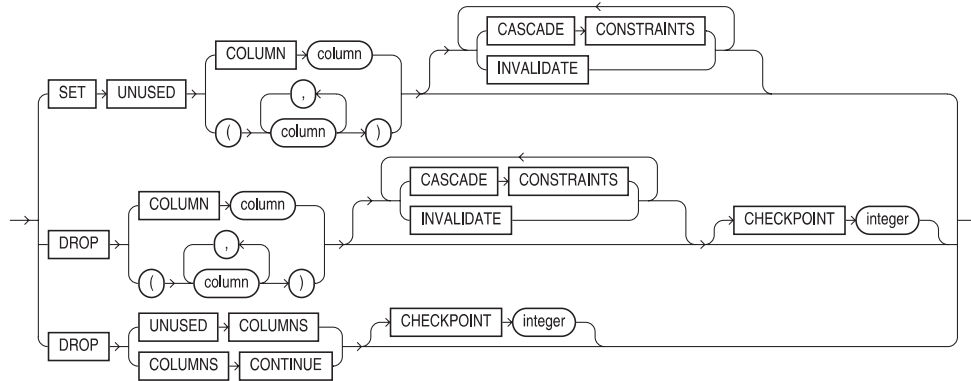 CASCADE CONSTRAINTS
COLUMN column
INVALIDATE
SET UNUSED
,
( column )
CASCADE CONSTRAINTS
COLUMN column
INVALIDATE
CHECKPOINT integer
DROP
,
( column )
UNUSED COLUMNS
CHECKPOINT integer
DROP
COLUMNS CONTINUE